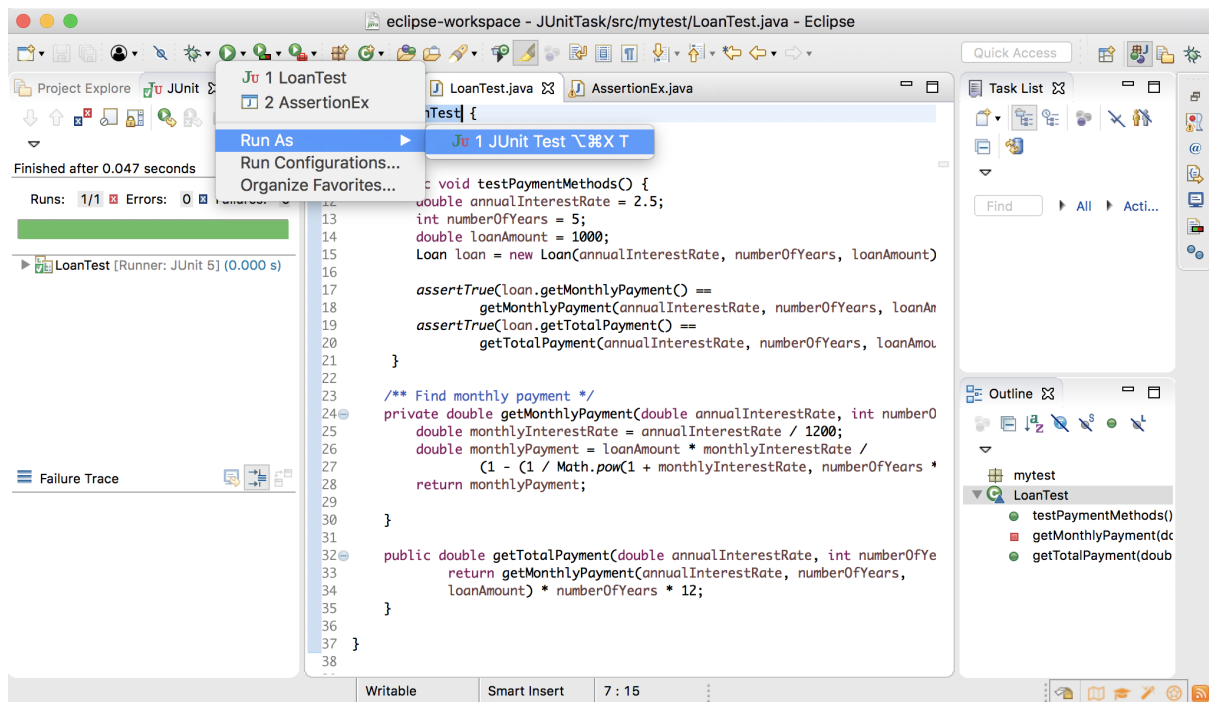 eclipse-workspace - JUnitTask/src/mytest/LoanTest.java - Eclipse
Quick Access
Project Explore
JUnit
Finished after 0.047 seconds
Runs: 1/1 Errors: 0
LoanTest [Runner: JUnit 5] (0.000 s)
Failure Trace
Ju 1 LoanTest
2 AssertionEx
Run As
Run Configurations...
Organize Favorites...
Ju 1 JUnit Test ⌥⌘X T
LoanTest.java
AssertionEx.java
nTest {
c void testPaymentMethods() {
12 double annualInterestRate = 2.5;
13 int numberOfYears = 5;
14 double loanAmount = 1000;
15 Loan loan = new Loan(annualInterestRate, numberOfYears, loanAmount)
16
17 assertTrue(loan.getMonthlyPayment() ==
18 getMonthlyPayment(annualInterestRate, numberOfYears, loanAm
19 assertTrue(loan.getTotalPayment() ==
20 getTotalPayment(annualInterestRate, numberOfYears, loanAmou
21 }
22
23 /** Find monthly payment */
24 private double getMonthlyPayment(double annualInterestRate, int numberO
25 double monthlyInterestRate = annualInterestRate / 1200;
26 double monthlyPayment = loanAmount * monthlyInterestRate /
27 (1 - (1 / Math.pow(1 + monthlyInterestRate, numberOfYears *
28 return monthlyPayment;
29
30 }
31
32 public double getTotalPayment(double annualInterestRate, int numberOfYe
33 return getMonthlyPayment(annualInterestRate, numberOfYears,
34 loanAmount) * numberOfYears * 12;
35 }
36
37 }
38
Task List
Find
All
Acti...
Outline
mytest
LoanTest
testPaymentMethods()
getMonthlyPayment(dc
getTotalPayment(doub
Writable
Smart Insert
7 : 15